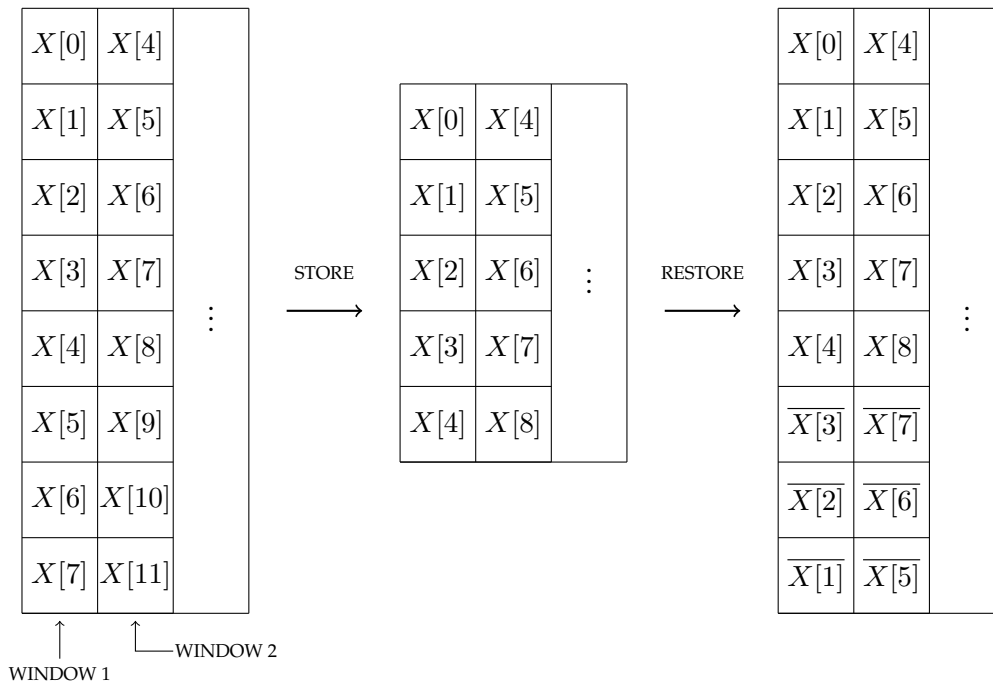 X[0] X[4]
X[1] X[5]
X[2] X[6]
X[3] X[7]
X[4] X[8]
X[5] X[9]
X[6] X[10]
X[7] X[11]
⋮
WINDOW 1
WINDOW 2
STORE
X[0] X[4]
X[1] X[5]
X[2] X[6]
X[3] X[7]
X[4] X[8]
⋮
RESTORE
X[0] X[4]
X[1] X[5]
X[2] X[6]
X[3] X[7]
X[4] X[8]
X̅[̅3̅]̅ X̅[̅7̅]̅
X̅[̅2̅]̅ X̅[̅6̅]̅
X̅[̅1̅]̅ X̅[̅5̅]̅
⋮